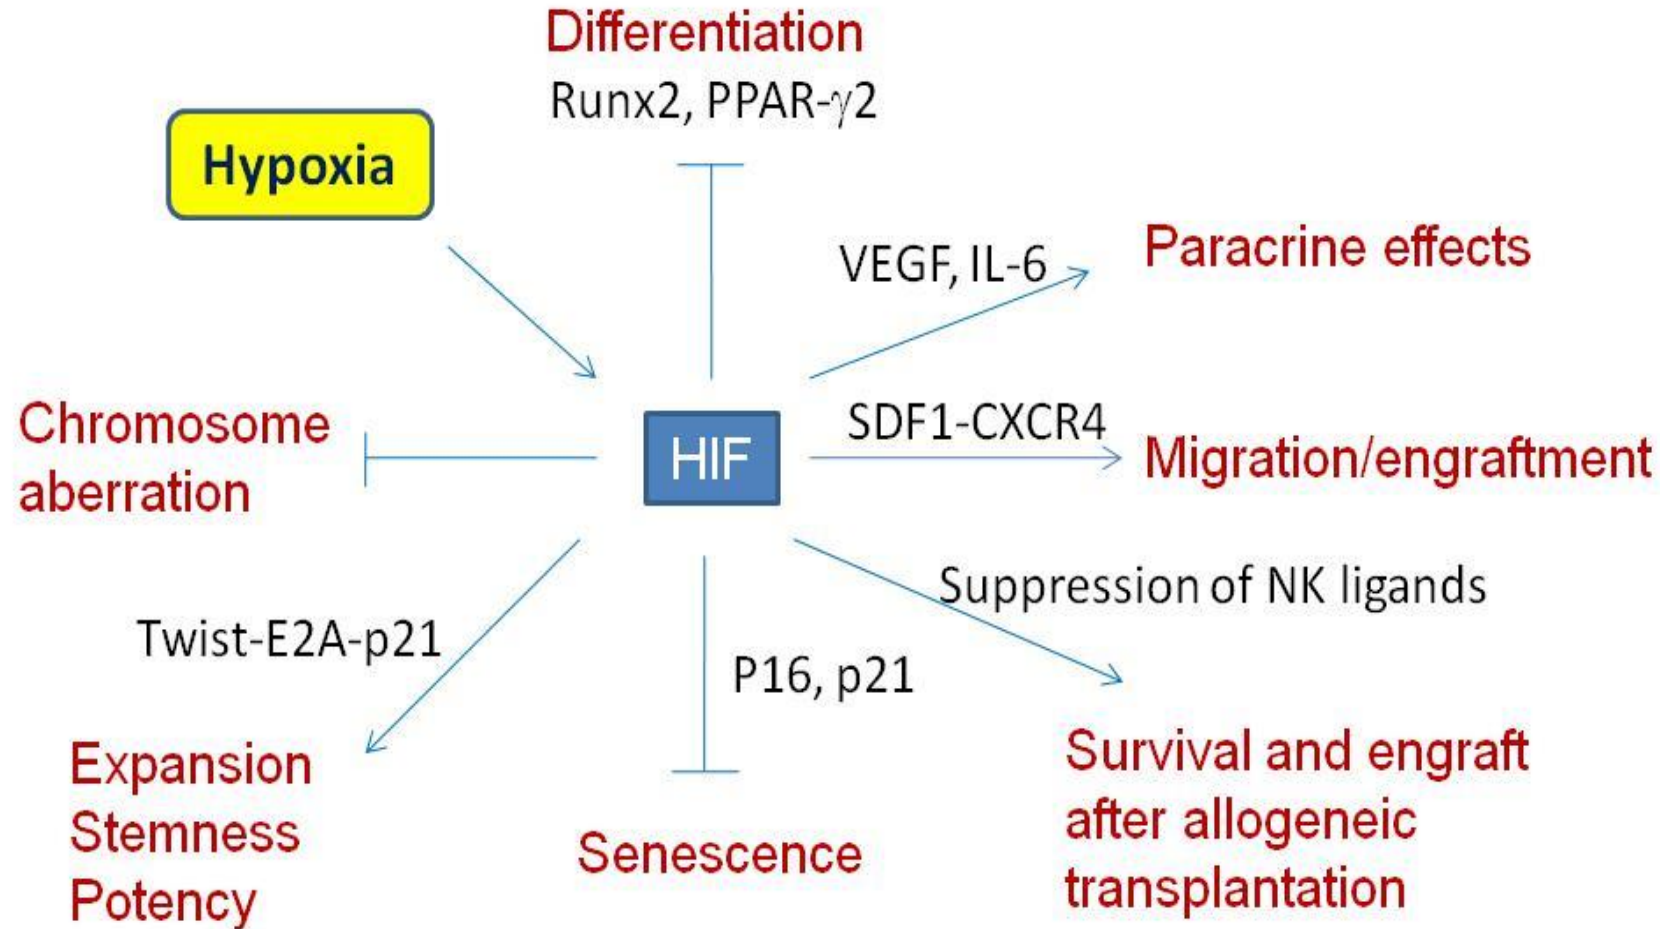 Differentiation
Runx2, PPAR-γ2
Hypoxia
VEGF, IL-6
Paracrine effects
Chromosome
aberration
HIF
SDF1-CXCR4
Migration/engraftment
Suppression of NK ligands
Twist-E2A-p21
P16, p21
Expansion
Stemness
Potency
Senescence
Survival and engraft
after allogeneic
transplantation